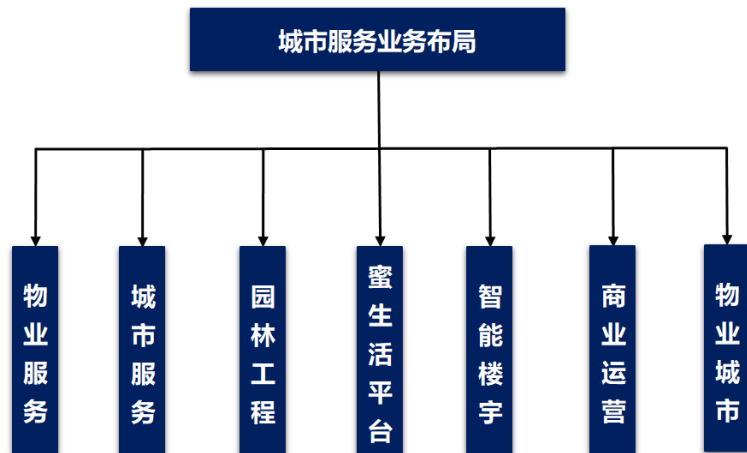 城市服务业务布局
物业服务
城市服务
园林工程
蜜生活平台
智能楼宇
商业运营
物业城市